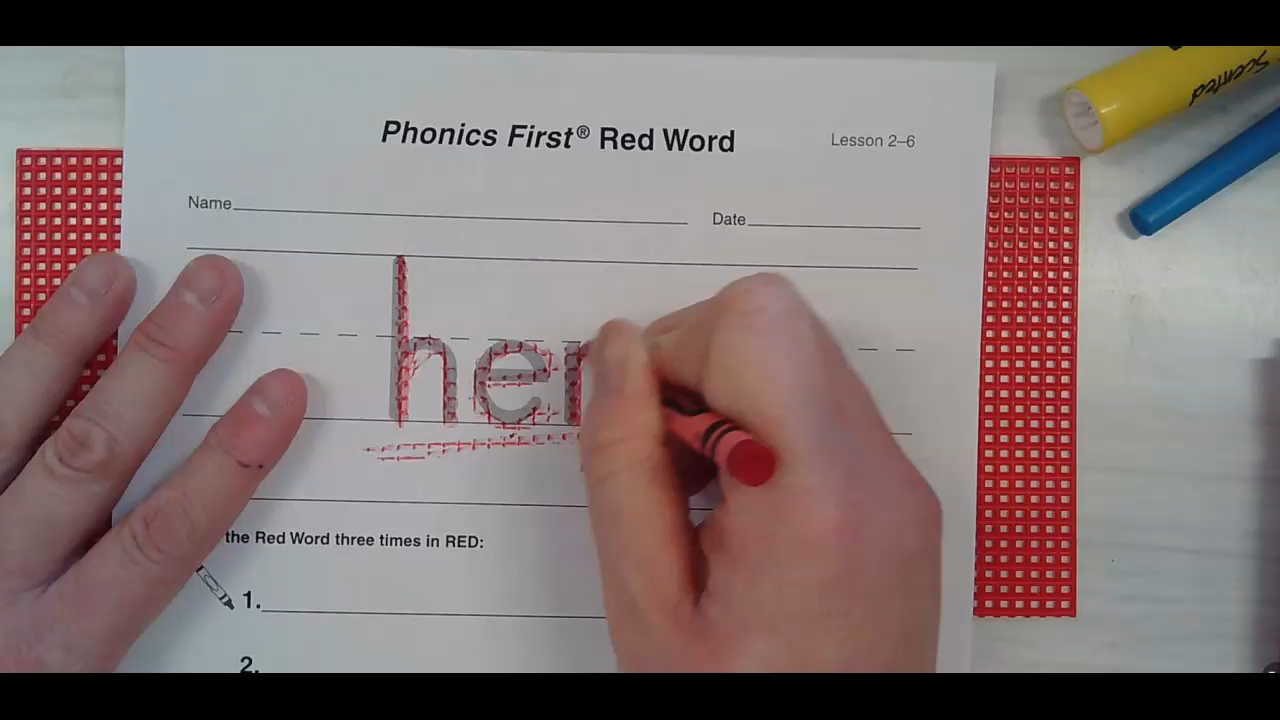 Phonics First® Red Word
Lesson 2–6
Name
Date
her
the Red Word three times in RED:
1.
2.
Scented